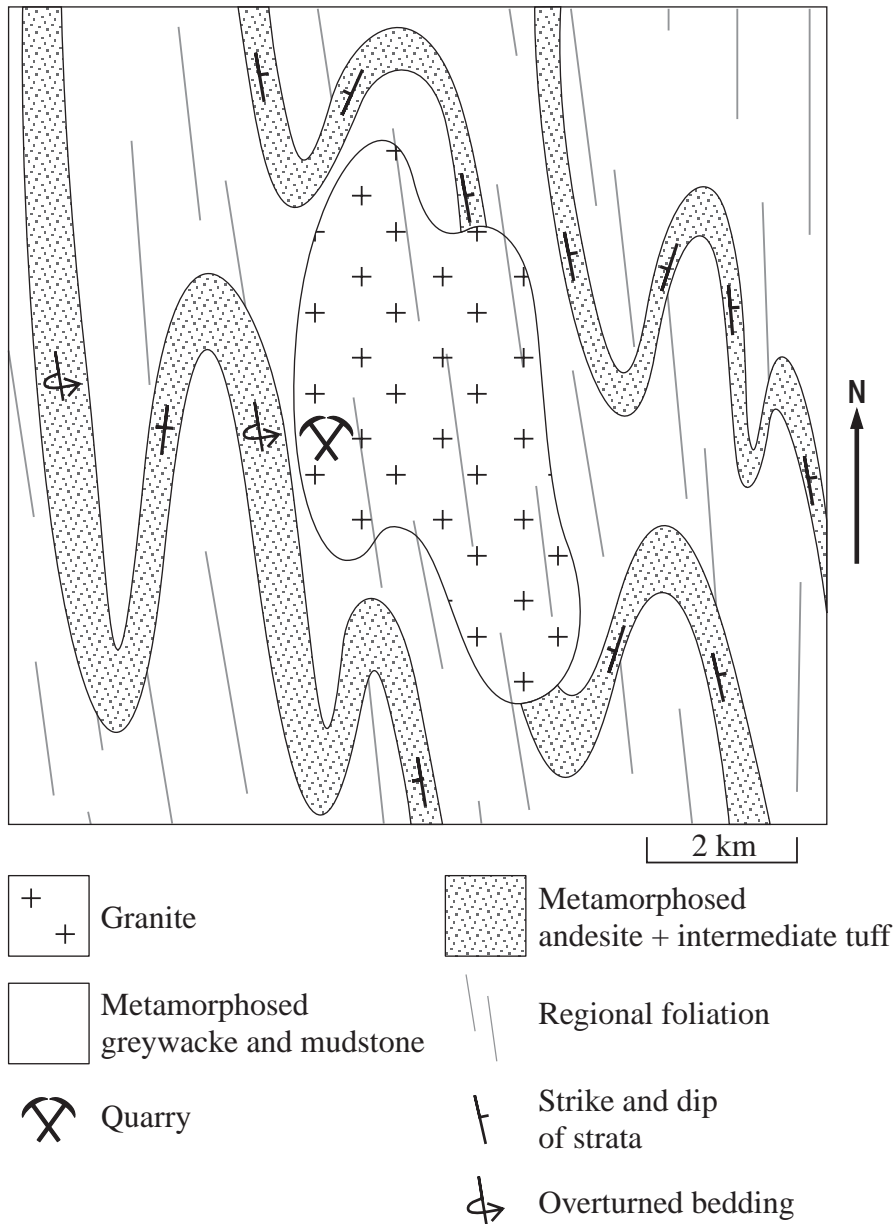 N
2 km
Granite
Metamorphosed
andesite + intermediate tuff
Metamorphosed
greywacke and mudstone
Regional foliation
Quarry
Strike and dip
of strata
Overturned bedding